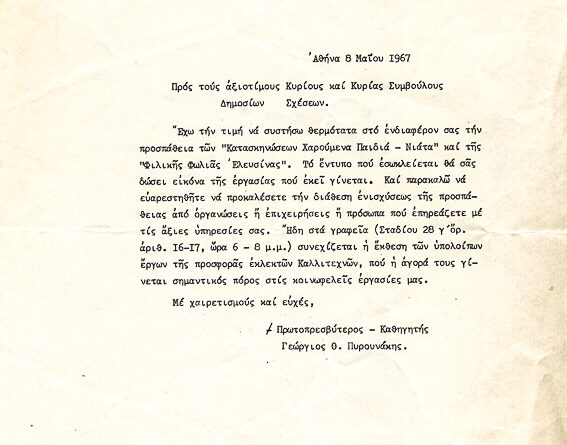 Ἀθήνα 8 Μαΐου 1967
Πρός τούς ἀξιοτίμους Κυρίους καί Κυρίας Συμβούλους
Δημοσίων Σχέσεων.
Ἔχω τήν τιμή νά συστήσω θερμότατα στό ἐνδιαφέρον σας τήν
προσπάθεια τῶν "Κατασκηνώσεων Χαρούμενα Παιδιά - Νιάτα" καί τῆς
"Φιλικῆς Φωλιᾶς Ἐλευσίνας". Τό ἔντυπο πού ἐσωκλείεται θά σᾶς
δώσει εἰκόνα τῆς ἐργασίας πού ἐκεῖ γίνεται. Καί παρακαλῶ νά
εὐαρεστηθῆτε νά προκαλέσετε τήν διάθεση ἐνισχύσεως τῆς προσπά-
θειας ἀπό ὀργανώσεις ἤ ἐπιχειρήσεις ἤ πρόσωπα πού ἐπηρεάζετε μέ
τίς ἄξιες ὑπηρεσίες σας. Ἤδη στά γραφεῖα (Σταδίου 28 γ΄ὄρ.
ἀριθ. 16-17, ὥρα 6 - 8 μ.μ.) συνεχίζεται ἡ ἔκθεση τῶν ὑπολοίπων
ἔργων τῆς προσφορᾶς ἐκλεκτῶν Καλλιτεχνῶν, πού ἡ ἀγορά τους γί-
νεται σημαντικός πόρος στίς κοινωφελεῖς ἐργασίες μας.
Μέ χαιρετισμούς καί εὐχές,
Πρωτοπρεσβύτερος - Καθηγητής
Γεώργιος Θ. Πυρουνάκης.